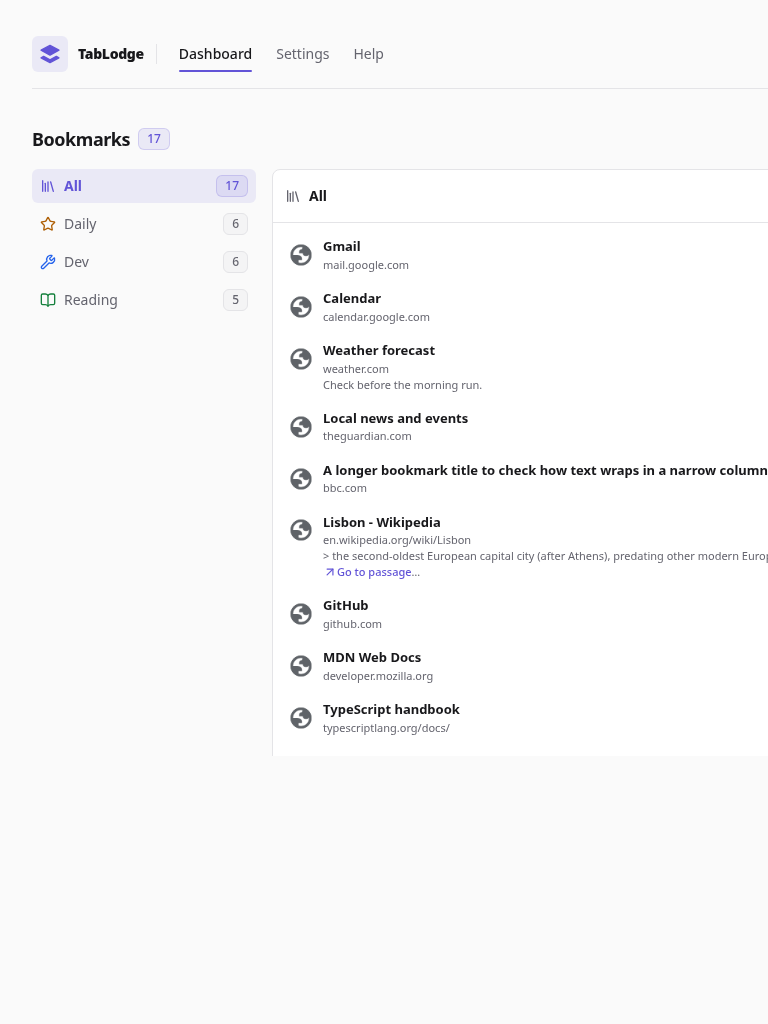 TabLodge
Dashboard
Settings
Help
Bookmarks
17
All
17
Daily
6
Dev
6
Reading
5
All
Gmail
mail.google.com
Calendar
calendar.google.com
Weather forecast
weather.com
Check before the morning run.
Local news and events
theguardian.com
A longer bookmark title to check how text wraps in a narrow column
bbc.com
Lisbon - Wikipedia
en.wikipedia.org/wiki/Lisbon
> the second-oldest European capital city (after Athens), predating other modern Euro
Go to passage...
GitHub
github.com
MDN Web Docs
developer.mozilla.org
TypeScript handbook
typescriptlang.org/docs/